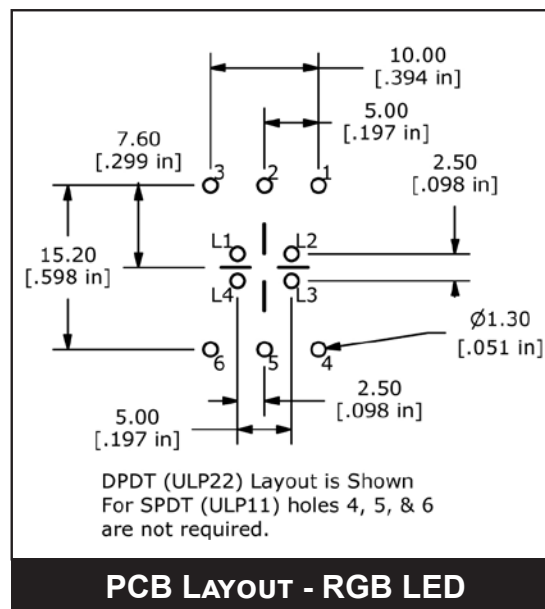 10.00
[.394 in]
5.00
[.197 in]
7.60
[.299 in]
2.50
[.098 in]
3 2 1
L1 L2
15.20
[.598 in]
L4 L3
Ø1.30
[.051 in]
6 5 4
2.50
[.098 in]
5.00
[.197 in]
DPDT (ULP22) Layout is Shown
For SPDT (ULP11) holes 4, 5, & 6
are not required.
PCB LAYOUT - RGB LED